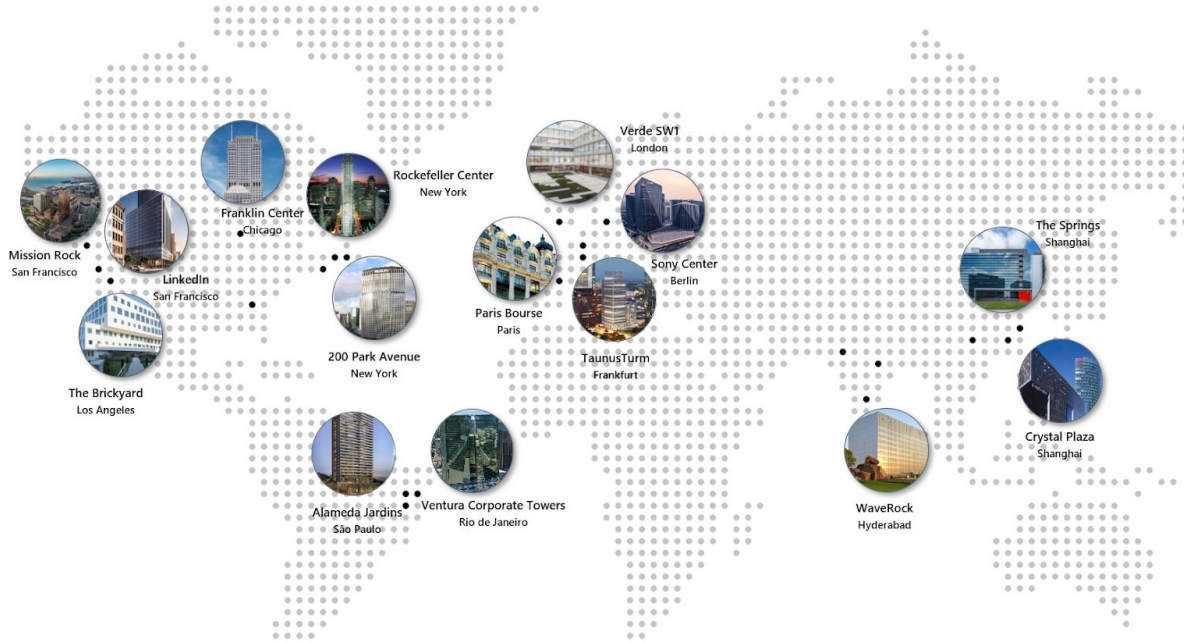 Verde SW1
London
Rockefeller Center
New York
Franklin Center
Chicago
Mission Rock
San Francisco
LinkedIn
San Francisco
The Springs
Shanghai
Sony Center
Berlin
Paris Bourse
Paris
200 Park Avenue
New York
TaunusTurm
Frankfurt
The Brickyard
Los Angeles
Crystal Plaza
Shanghai
Alameda Jardins
São Paulo
Ventura Corporate Towers
Rio de Janeiro
WaveRock
Hyderabad